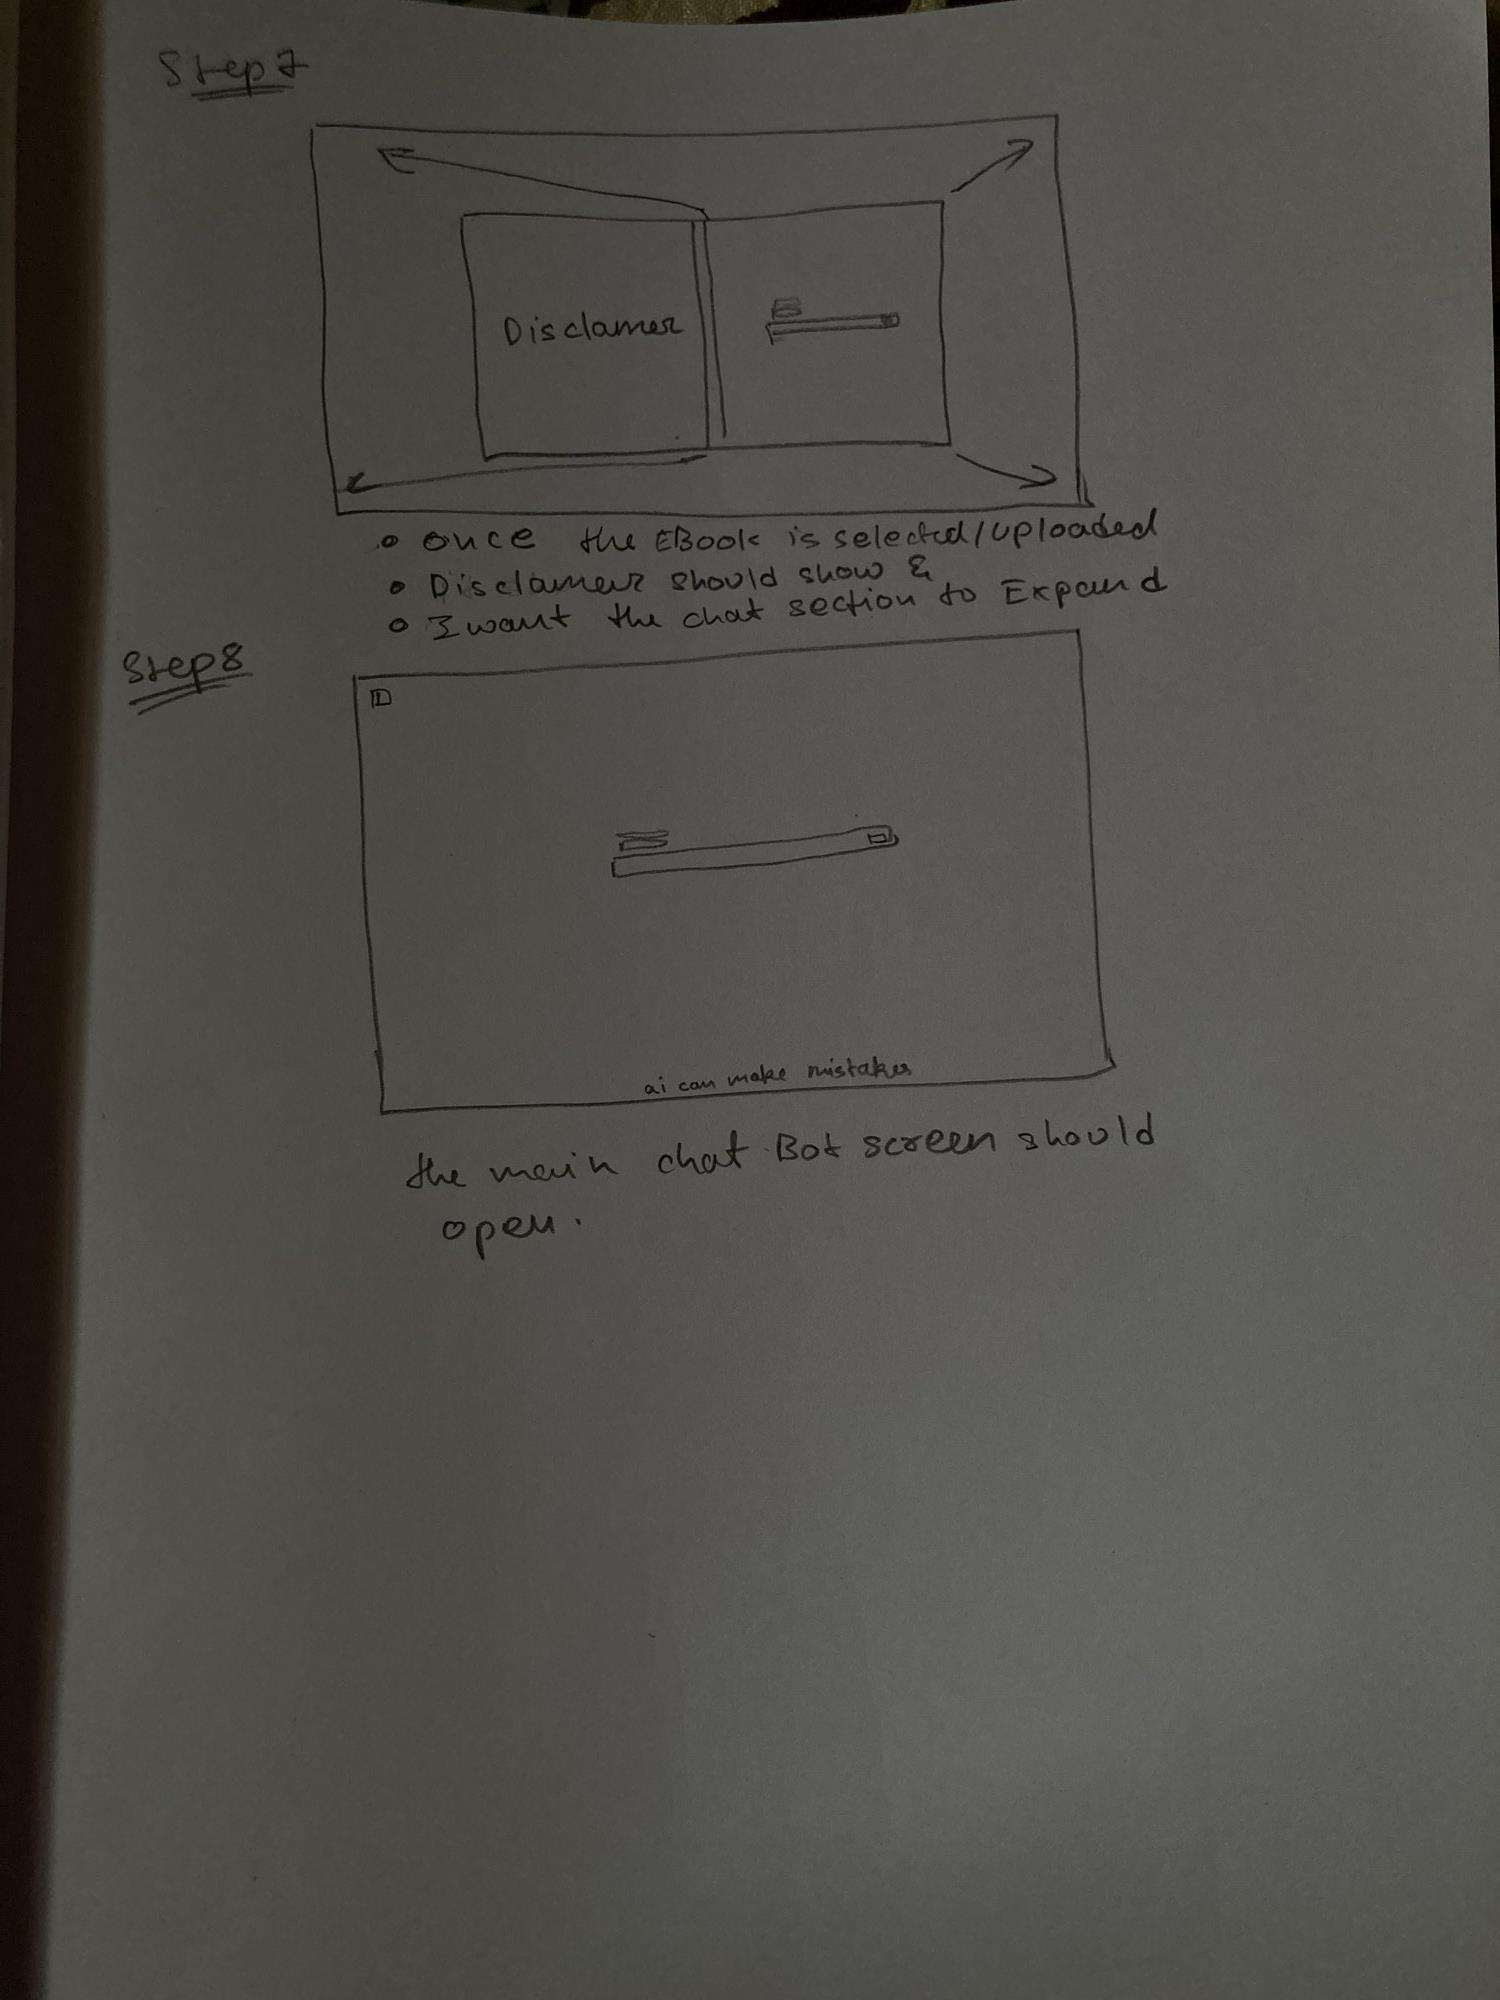 Step 7
Disclamer
once the EBook is selected/uploaded
Disclamer should show &
I want the chat section to Expand
Step 8
D
ai can make mistakes
the main chat Bot screen should
open.